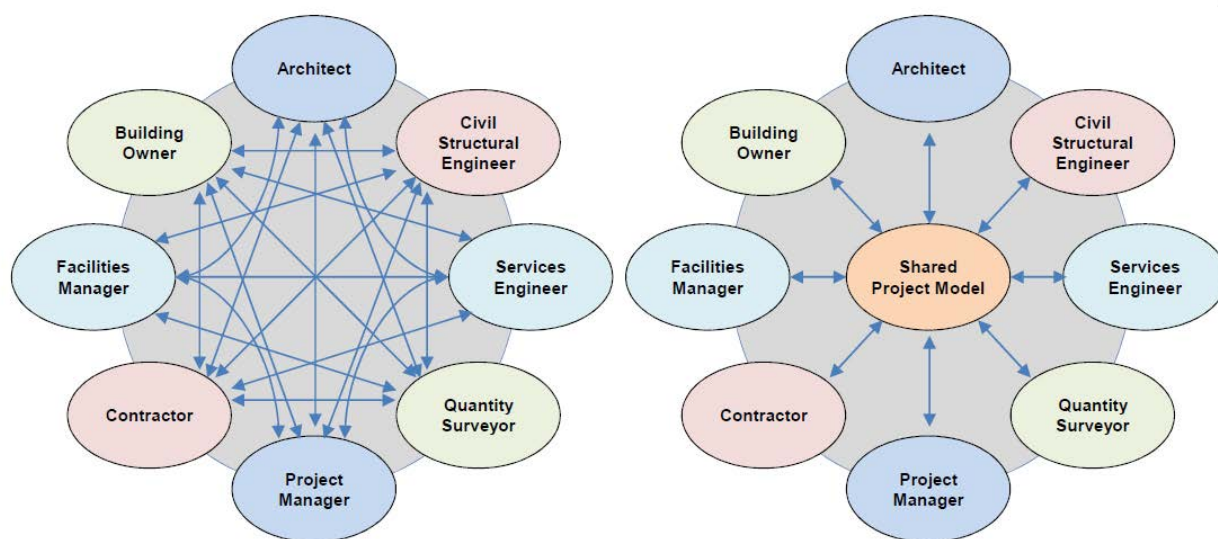 Architect
Building
Owner
Civil
Structural
Engineer
Facilities
Manager
Services
Engineer
Contractor
Quantity
Surveyor
Project
Manager
Architect
Building
Owner
Civil
Structural
Engineer
Facilities
Manager
Shared
Project Model
Services
Engineer
Contractor
Quantity
Surveyor
Project
Manager